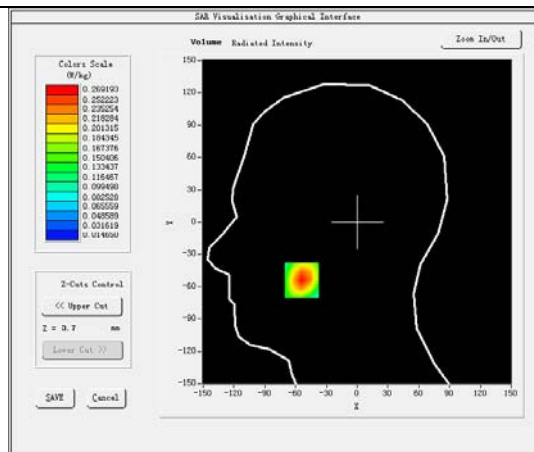 SAR Visualisation Graphical Interface
Volume Radiated Intensity
Zoom In/Out
Colors Scale
(W/kg)
0.269193
0.252223
0.235254
0.218284
0.201315
0.184345
0.167376
0.150406
0.133437
0.116467
0.099498
0.082528
0.065559
0.048589
0.031619
0.014650
Z-Cuts Control
<< Upper Cut
Z = 3.7 mm
Lower Cut >>
SAVE Cancel
150
120
90
60
30
0
-30
-60
-90
-120
-150
Y
-150 -120 -90 -60 -30 0 30 60 90 120 150
X